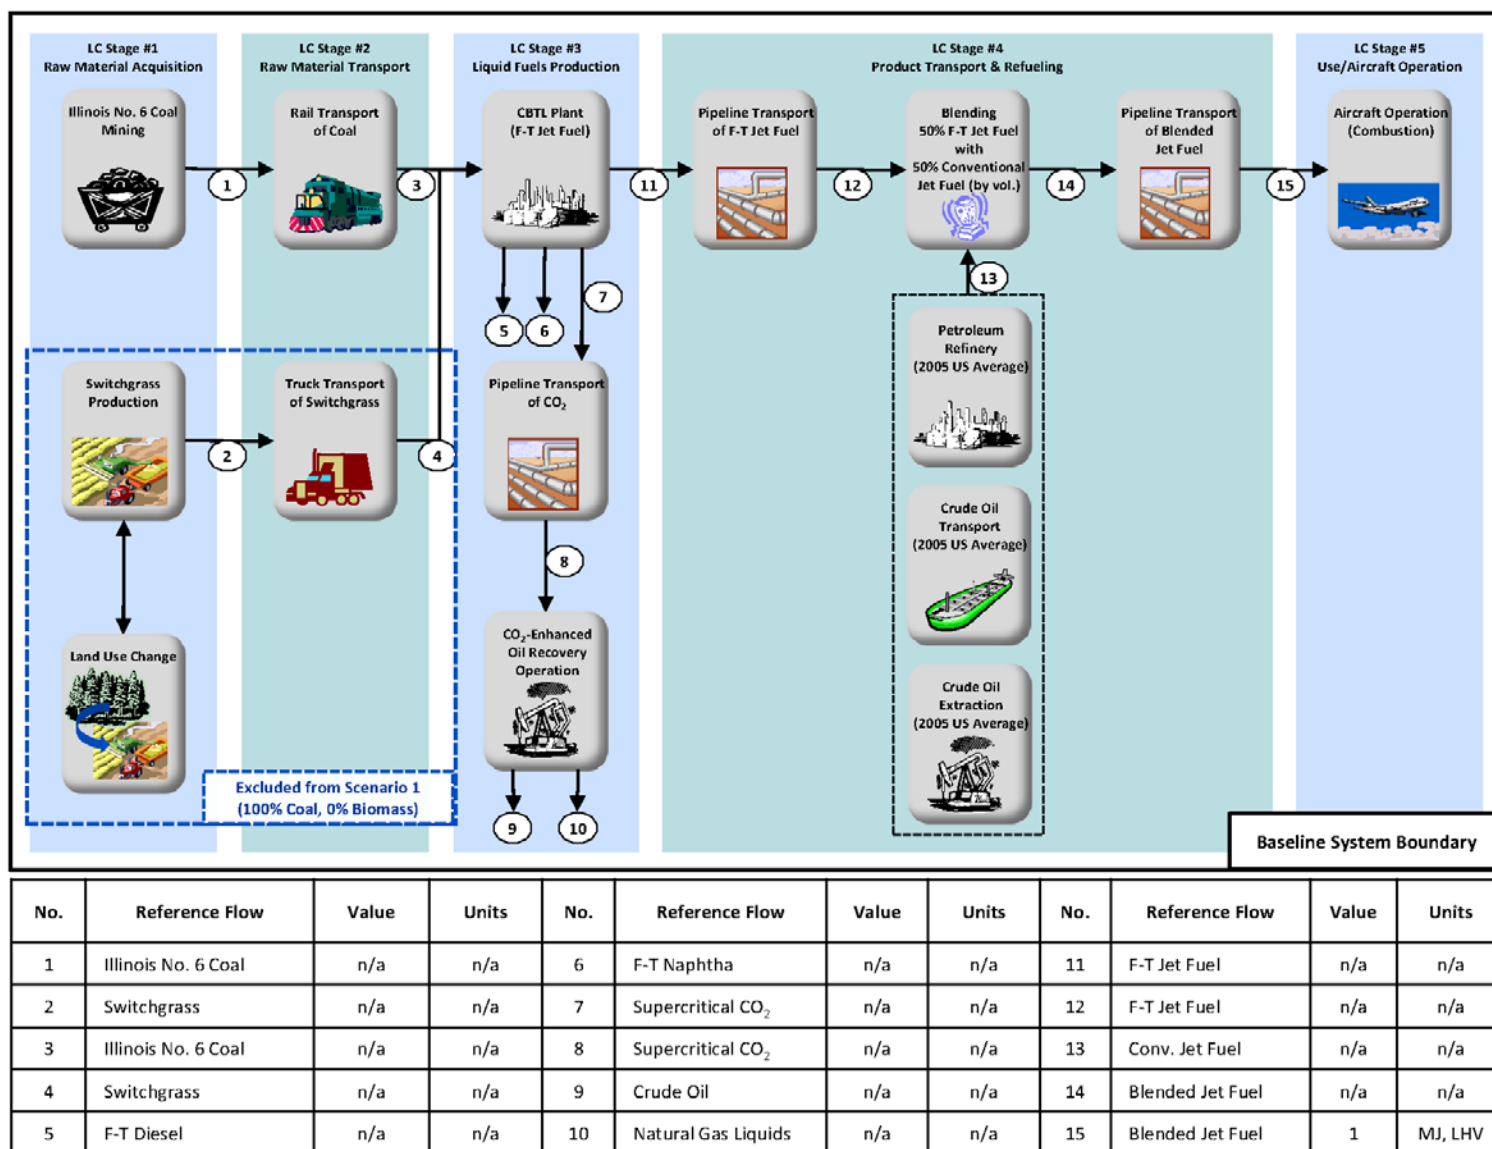 LC Stage #1
Raw Material Acquisition
LC Stage #2
Raw Material Transport
LC Stage #3
Liquid Fuels Production
LC Stage #4
Product Transport & Refueling
LC Stage #5
Use/Aircraft Operation
Illinois No. 6 Coal
Mining
Rail Transport
of Coal
CBTL Plant
(F-T Jet Fuel)
Pipeline Transport
of F-T Jet Fuel
Blending
50% F-T Jet Fuel
with
50% Conventional
Jet Fuel (by vol.)
Pipeline Transport
of Blended
Jet Fuel
Aircraft Operation
(Combustion)
1
3
11
12
14
15
13
7
5
6
Switchgrass
Production
Truck Transport
of Switchgrass
Pipeline Transport
of CO₂
Petroleum
Refinery
(2005 US Average)
2
4
8
Crude Oil
Transport
(2005 US Average)
Land Use Change
CO₂-Enhanced
Oil Recovery
Operation
Crude Oil
Extraction
(2005 US Average)
Excluded from Scenario 1
(100% Coal, 0% Biomass)
9
10
Baseline System Boundary
No. Reference Flow Value Units No. Reference Flow Value Units No. Reference Flow Value Units
1 Illinois No. 6 Coal n/a n/a 6 F-T Naphtha n/a n/a 11 F-T Jet Fuel n/a n/a
2 Switchgrass n/a n/a 7 Supercritical CO₂ n/a n/a 12 F-T Jet Fuel n/a n/a
3 Illinois No. 6 Coal n/a n/a 8 Supercritical CO₂ n/a n/a 13 Conv. Jet Fuel n/a n/a
4 Switchgrass n/a n/a 9 Crude Oil n/a n/a 14 Blended Jet Fuel n/a n/a
5 F-T Diesel n/a n/a 10 Natural Gas Liquids n/a n/a 15 Blended Jet Fuel 1 MJ, LHV